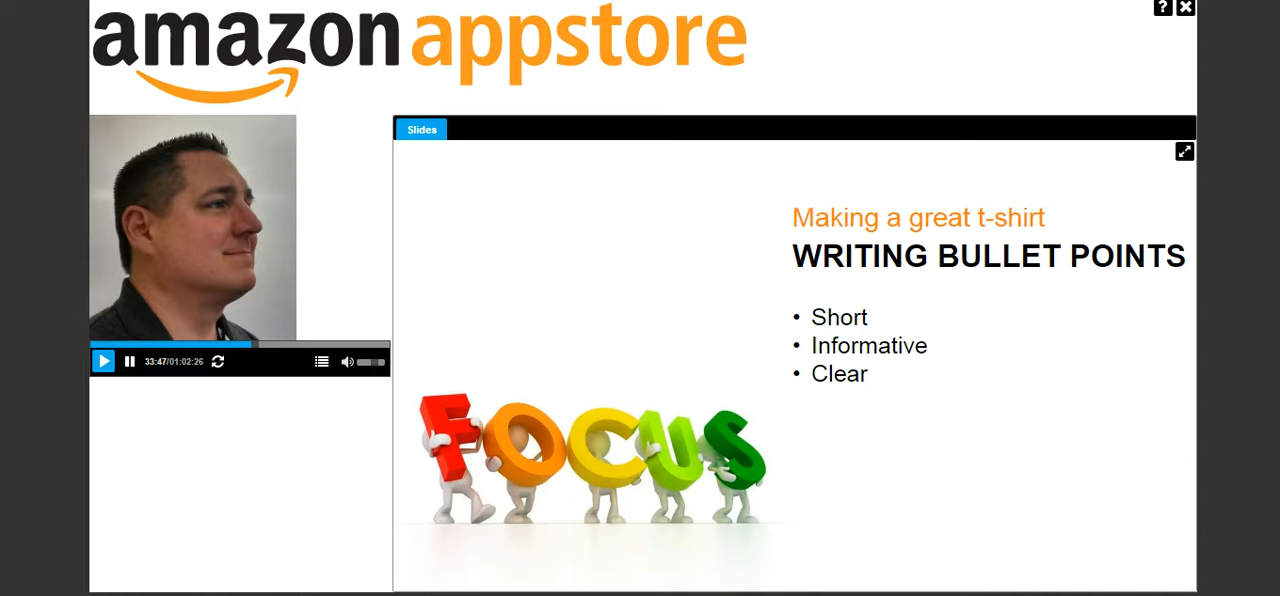 amazon appstore
? ×
Slides
Making a great t-shirt
WRITING BULLET POINTS
• Short
• Informative
• Clear
33:47/01:02:26
FOCUS